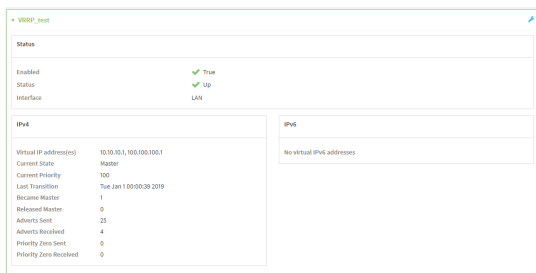 VRRP_test
Status
Enabled True
Status Up
Interface LAN
IPv4
Virtual IP address(es) 10.10.10.1, 100.100.100.1
Current State Master
Current Priority 100
Last Transition Tue Jan 1 00:00:39 2019
Became Master 1
Released Master 0
Adverts Sent 25
Adverts Received 4
Priority Zero Sent 0
Priority Zero Received 0
IPv6
No virtual IPv6 addresses